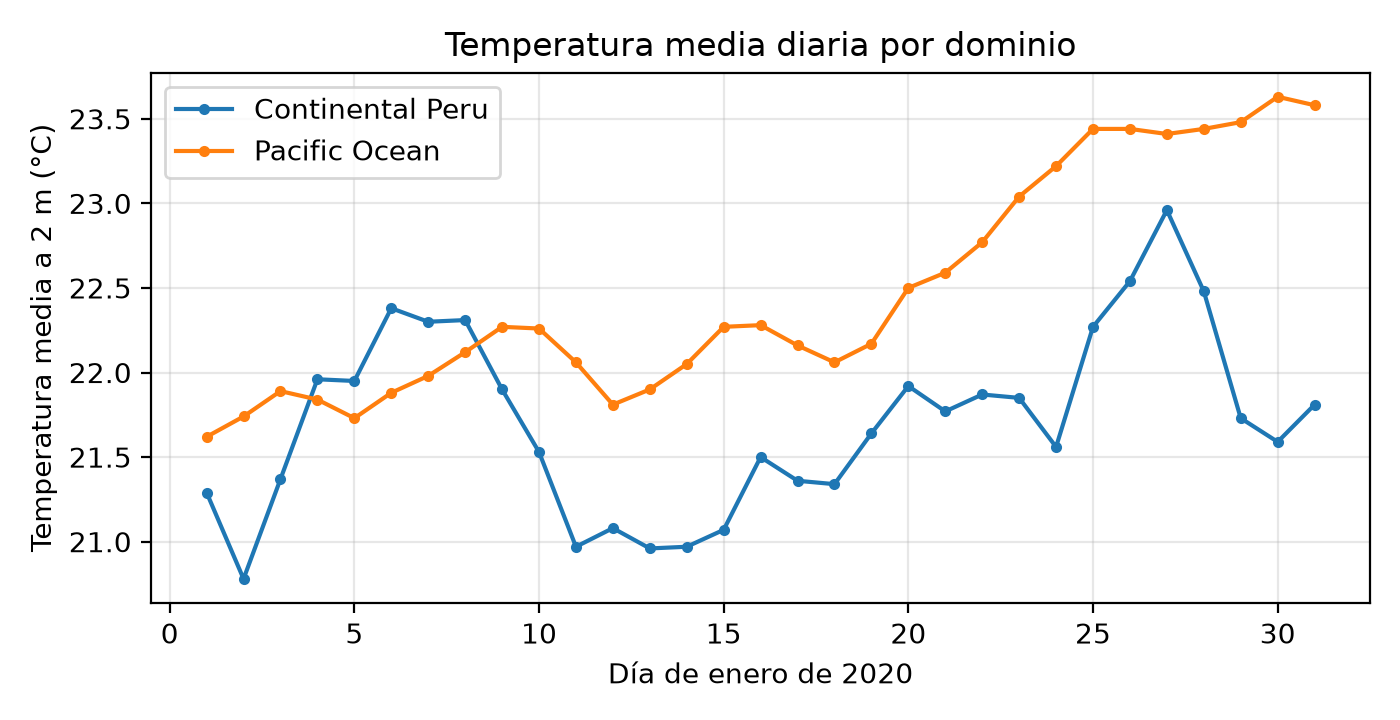 Temperatura media diaria por dominio
Continental Peru
Pacific Ocean
Temperatura media a 2 m (°C)
23.5
23.0
22.5
22.0
21.5
21.0
0 5 10 15 20 25 30
Día de enero de 2020